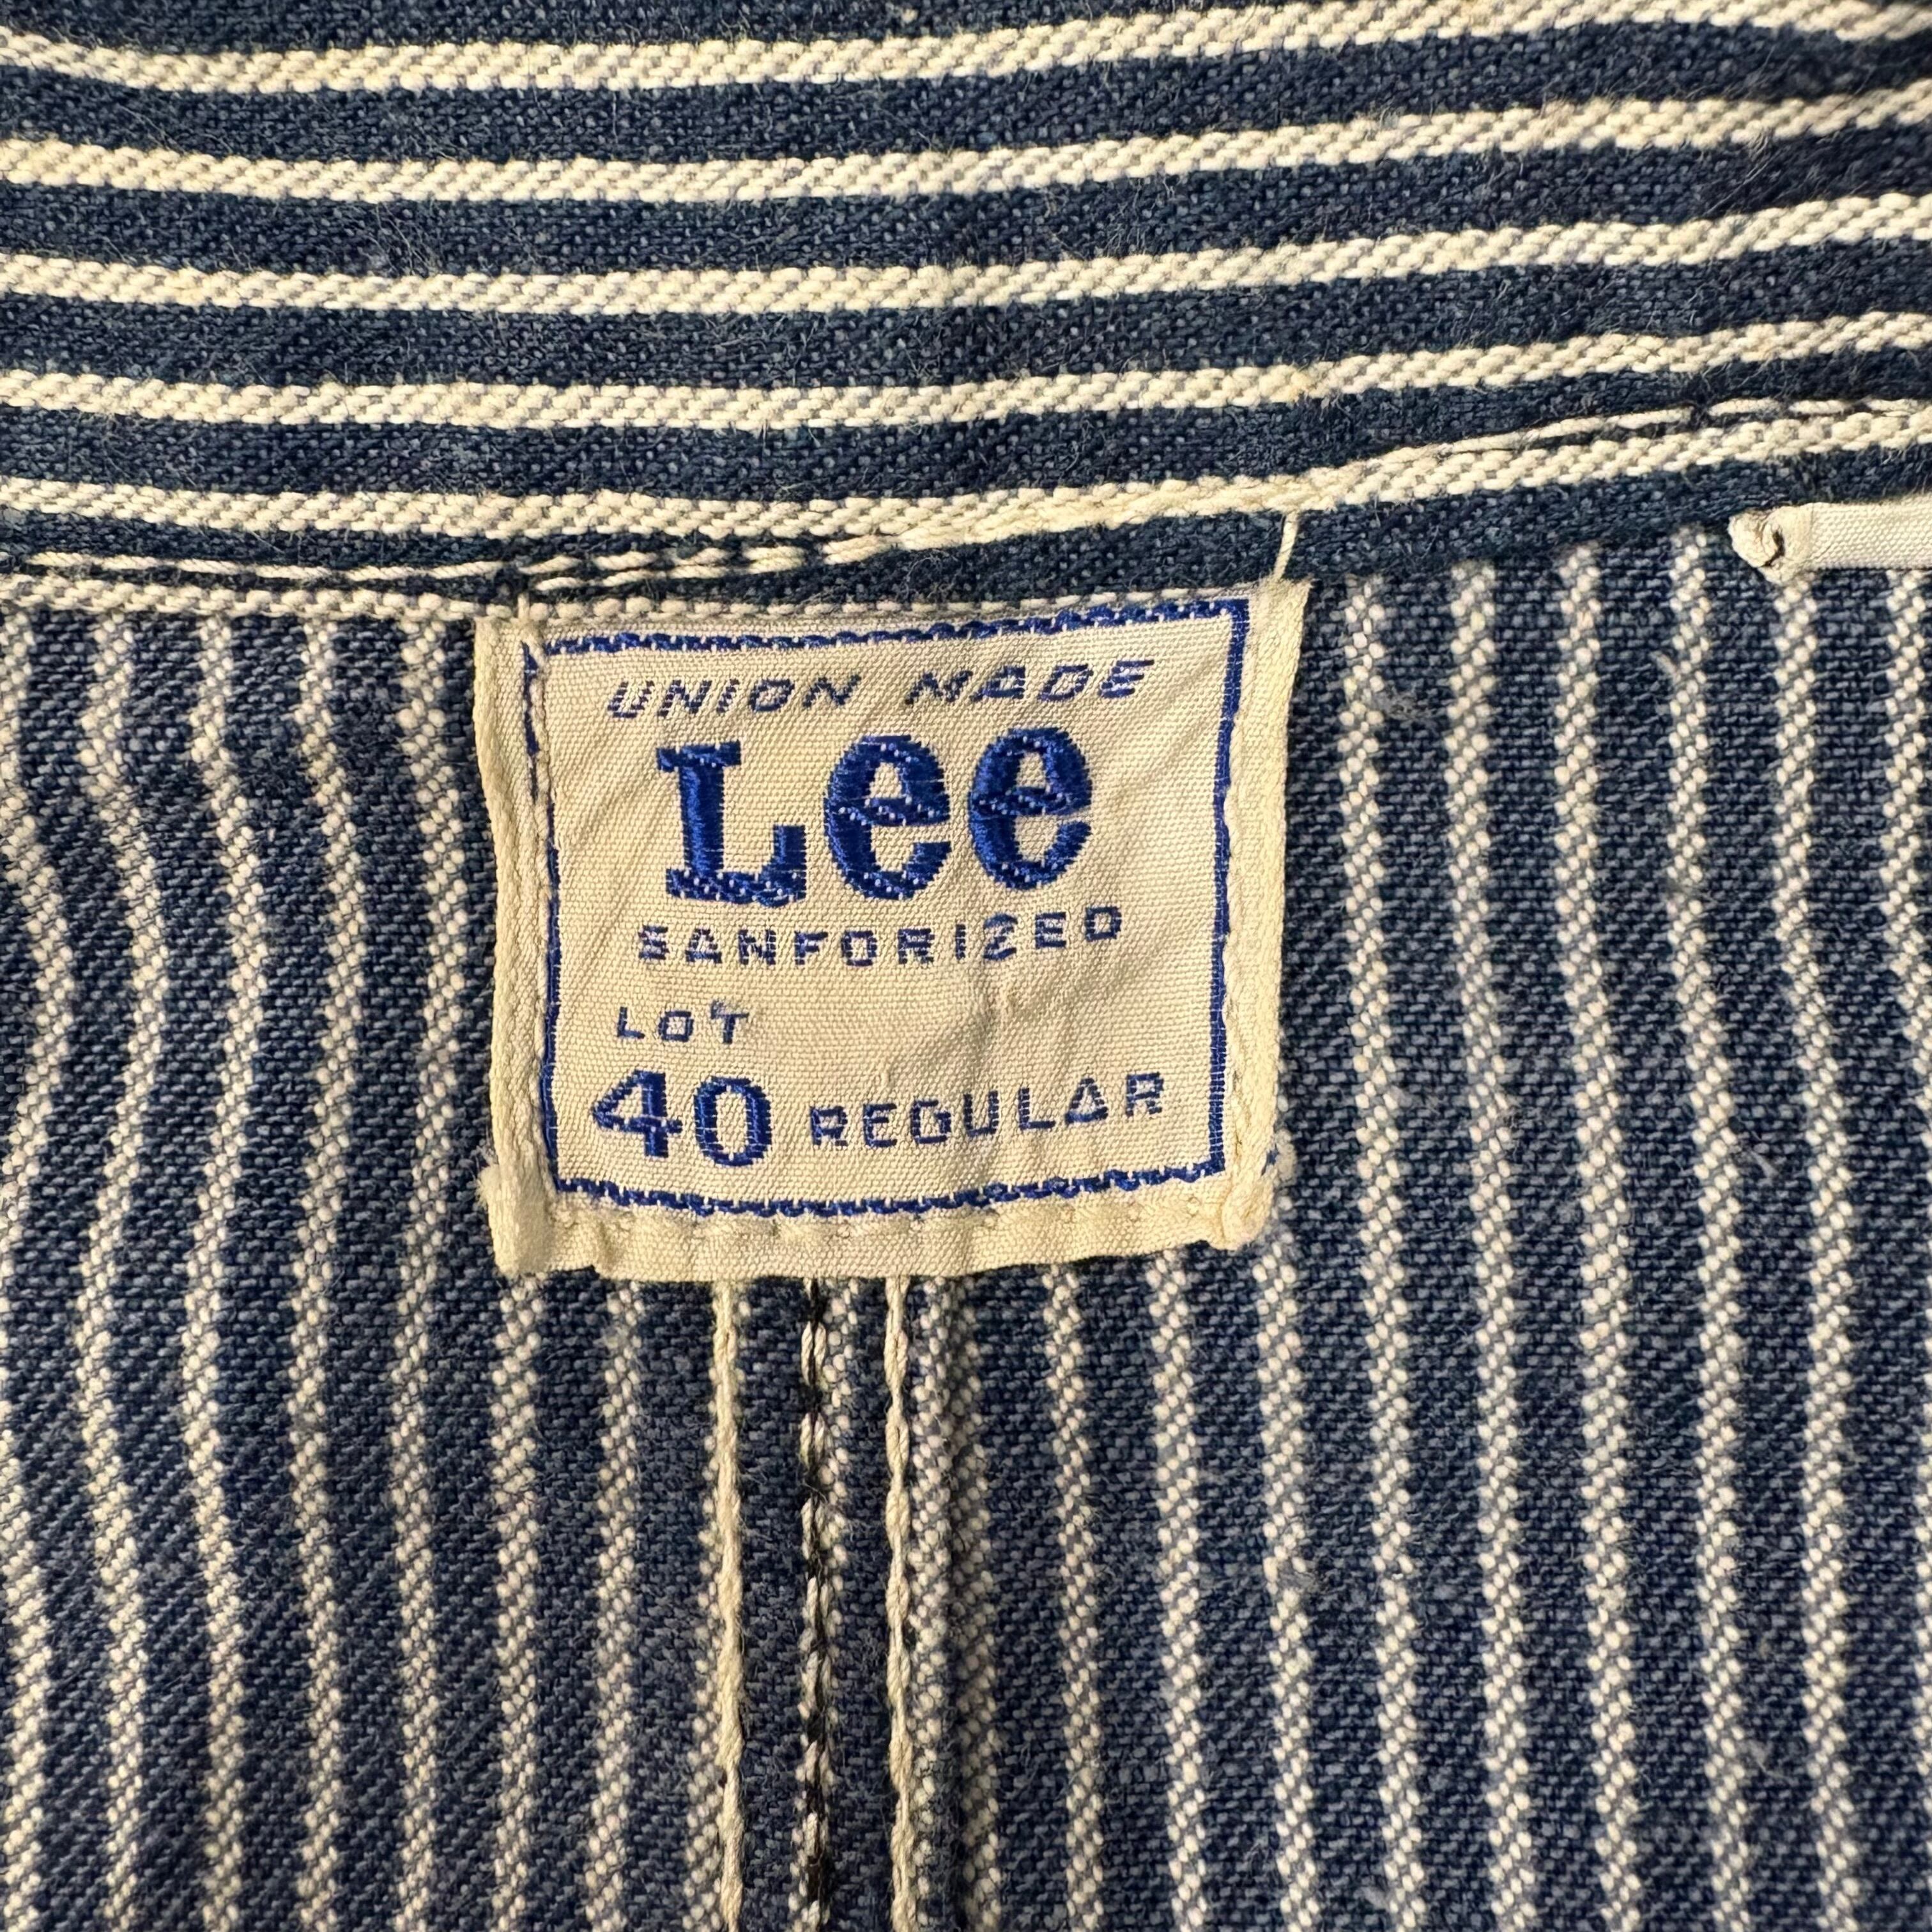 UNION MADE
Lee
SANFORIZED
LOT
40 REGULAR